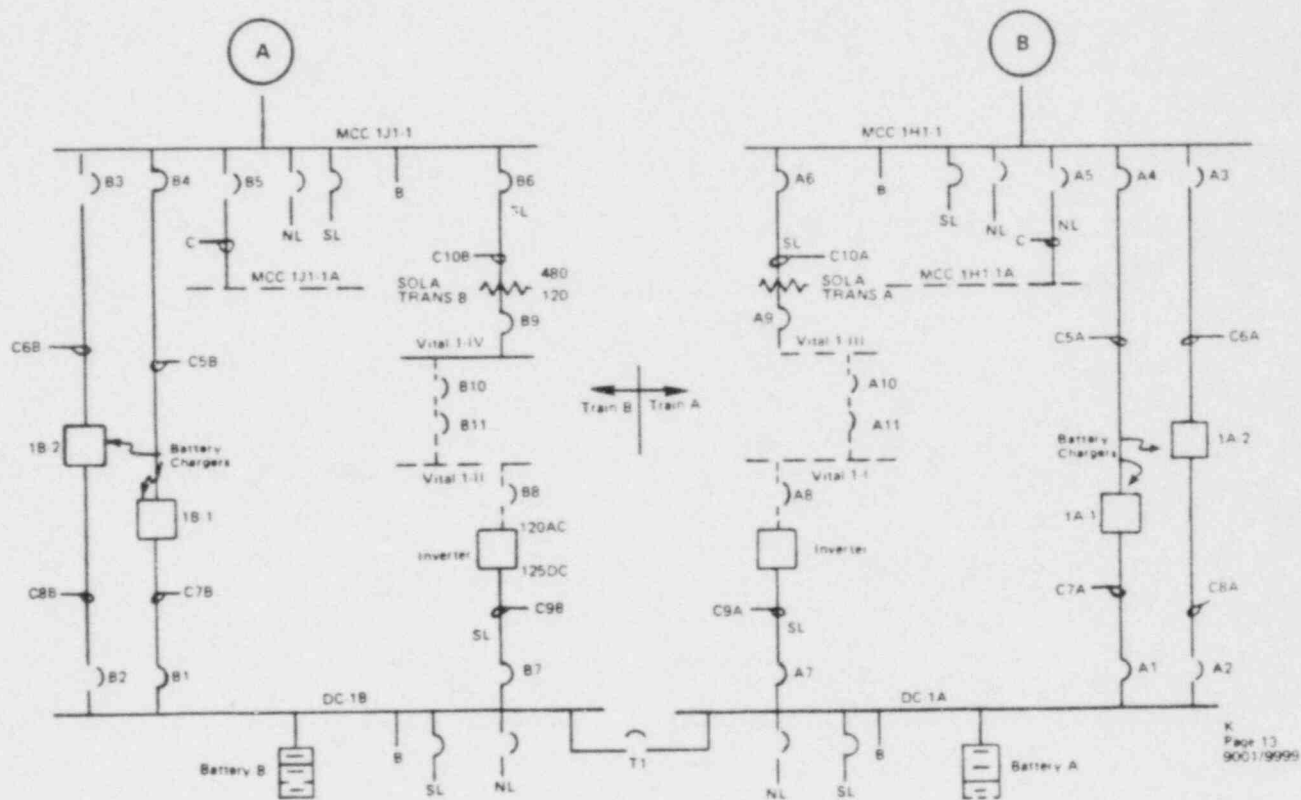 A
B
MCC 1J1-1
MCC 1H1-1
B3
B4
B5
NL
SL
B
B6
SL
A6
B
SL
NL
A5
A4
A3
C
C10B
SL
C10A
C
NL
MCC 1J1-1A
SOLA
TRANS B
480
120
SOLA
TRANS A
MCC 1H1-1A
B9
A9
C6B
C5B
Vital 1-IV
Vital 1-III
C5A
C6A
B10
B11
Train B
Train A
A10
A11
1B-2
Battery
Chargers
Battery
Chargers
1A-2
Vital 1-II
Vital 1-I
B8
A8
1B-1
120AC
Inverter
125DC
Inverter
1A-1
C8B
C7B
C9B
SL
C9A
SL
C7A
C8A
B2
B1
B7
A7
A1
A2
DC-1B
DC-1A
Battery B
B
SL
NL
T1
NL
SL
B
Battery A
K
Page 13
9001/9999